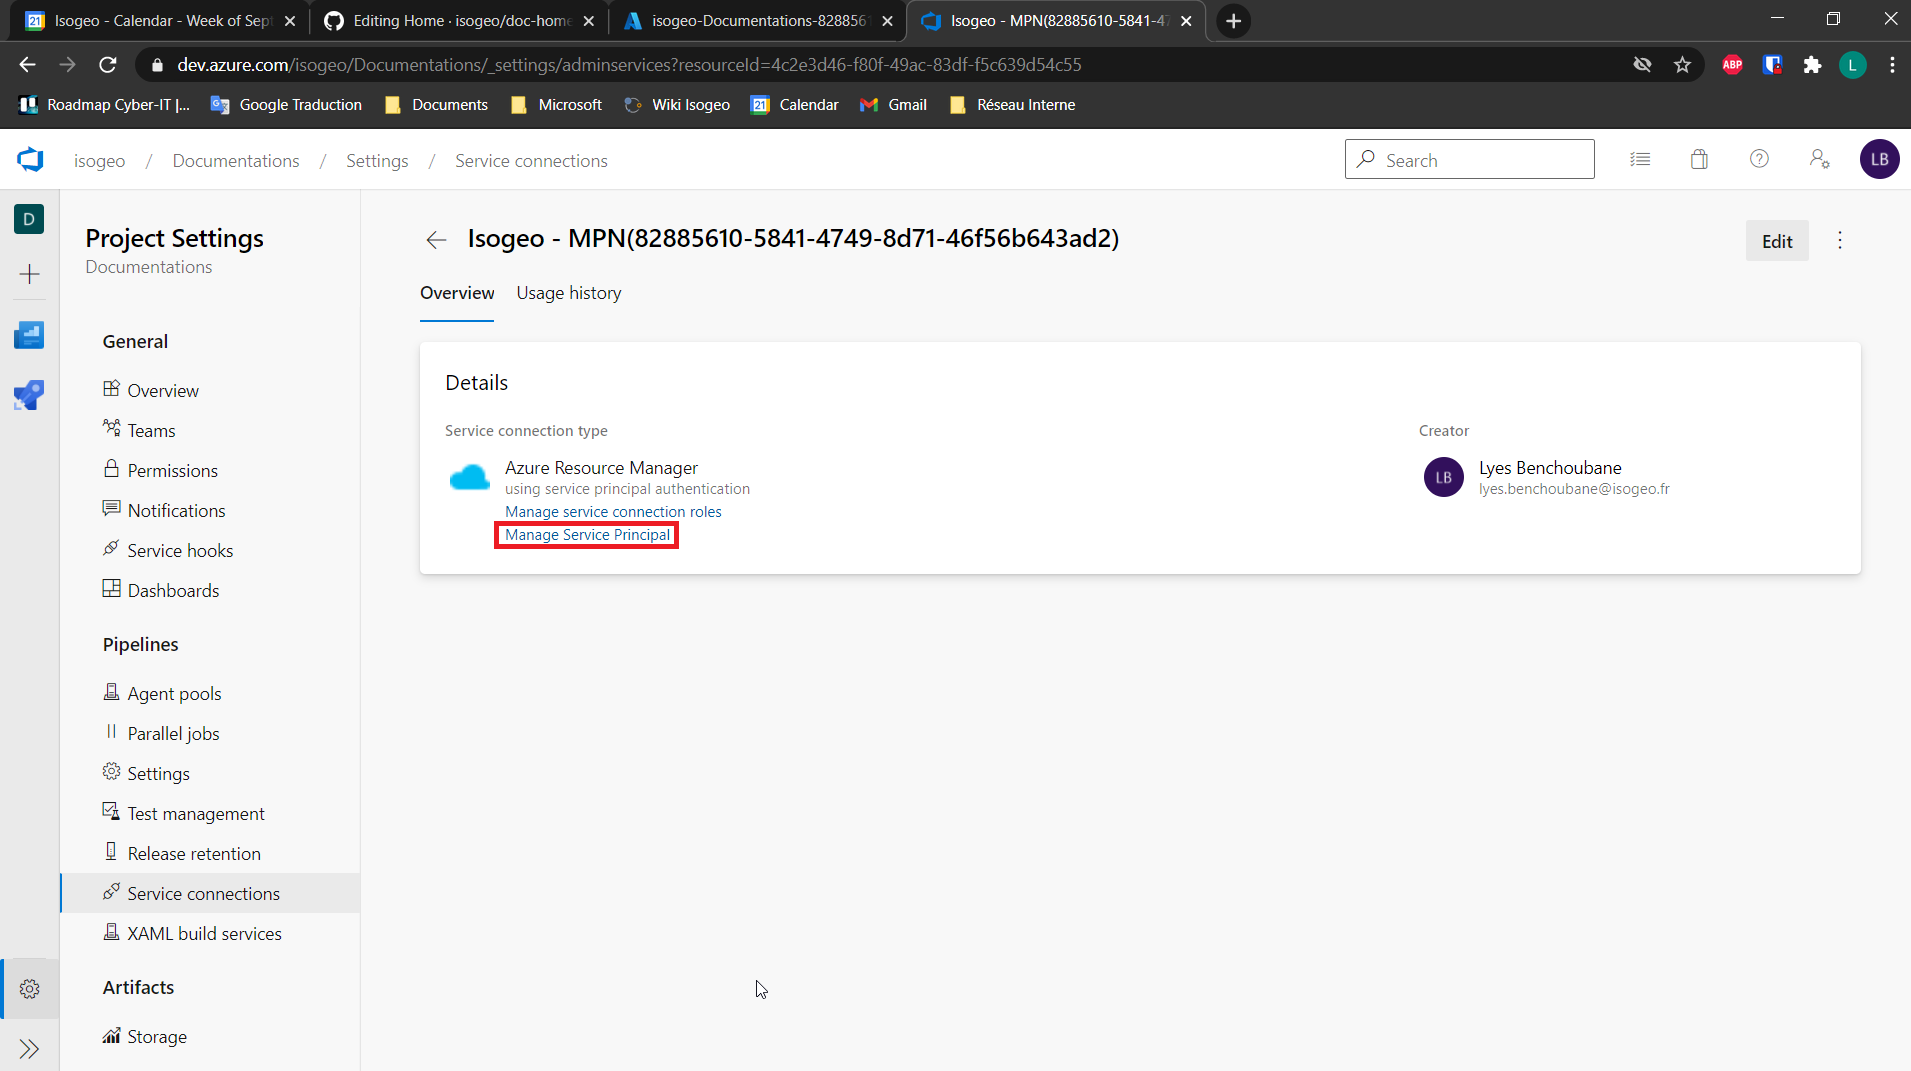 Isogeo - Calendar - Week of Sept
Editing Home · isogeo/doc-home
isogeo-Documentations-828856
Isogeo - MPN(82885610-5841-47
dev.azure.com/isogeo/Documentations/_settings/adminservices?resourceId=4c2e3d46-f80f-49ac-83df-f5c639d54c55
ABP
L
Roadmap Cyber-IT |...
Google Traduction
Documents
Microsoft
Wiki Isogeo
Calendar
Gmail
Réseau Interne
isogeo / Documentations / Settings / Service connections
Search
LB
D
Project Settings
Documentations
General
Overview
Teams
Permissions
Notifications
Service hooks
Dashboards
Pipelines
Agent pools
Parallel jobs
Settings
Test management
Release retention
Service connections
XAML build services
Artifacts
Storage
Isogeo - MPN(82885610-5841-4749-8d71-46f56b643ad2)
Edit
Overview
Usage history
Details
Service connection type
Azure Resource Manager
using service principal authentication
Manage service connection roles
Manage Service Principal
Creator
LB
Lyes Benchoubane
lyes.benchoubane@isogeo.fr